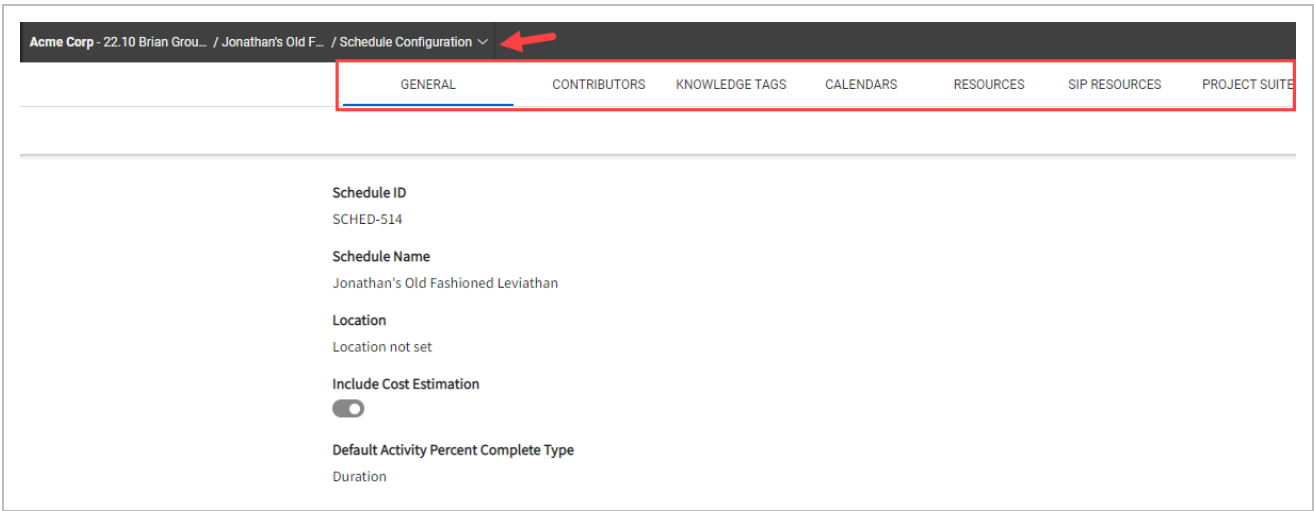 Acme Corp - 22.10 Brian Grou... / Jonathan's Old F... / Schedule Configuration
GENERAL CONTRIBUTORS KNOWLEDGE TAGS CALENDARS RESOURCES SIP RESOURCES PROJECT SUITE
Schedule ID
SCHED-514
Schedule Name
Jonathan's Old Fashioned Leviathan
Location
Location not set
Include Cost Estimation
Default Activity Percent Complete Type
Duration